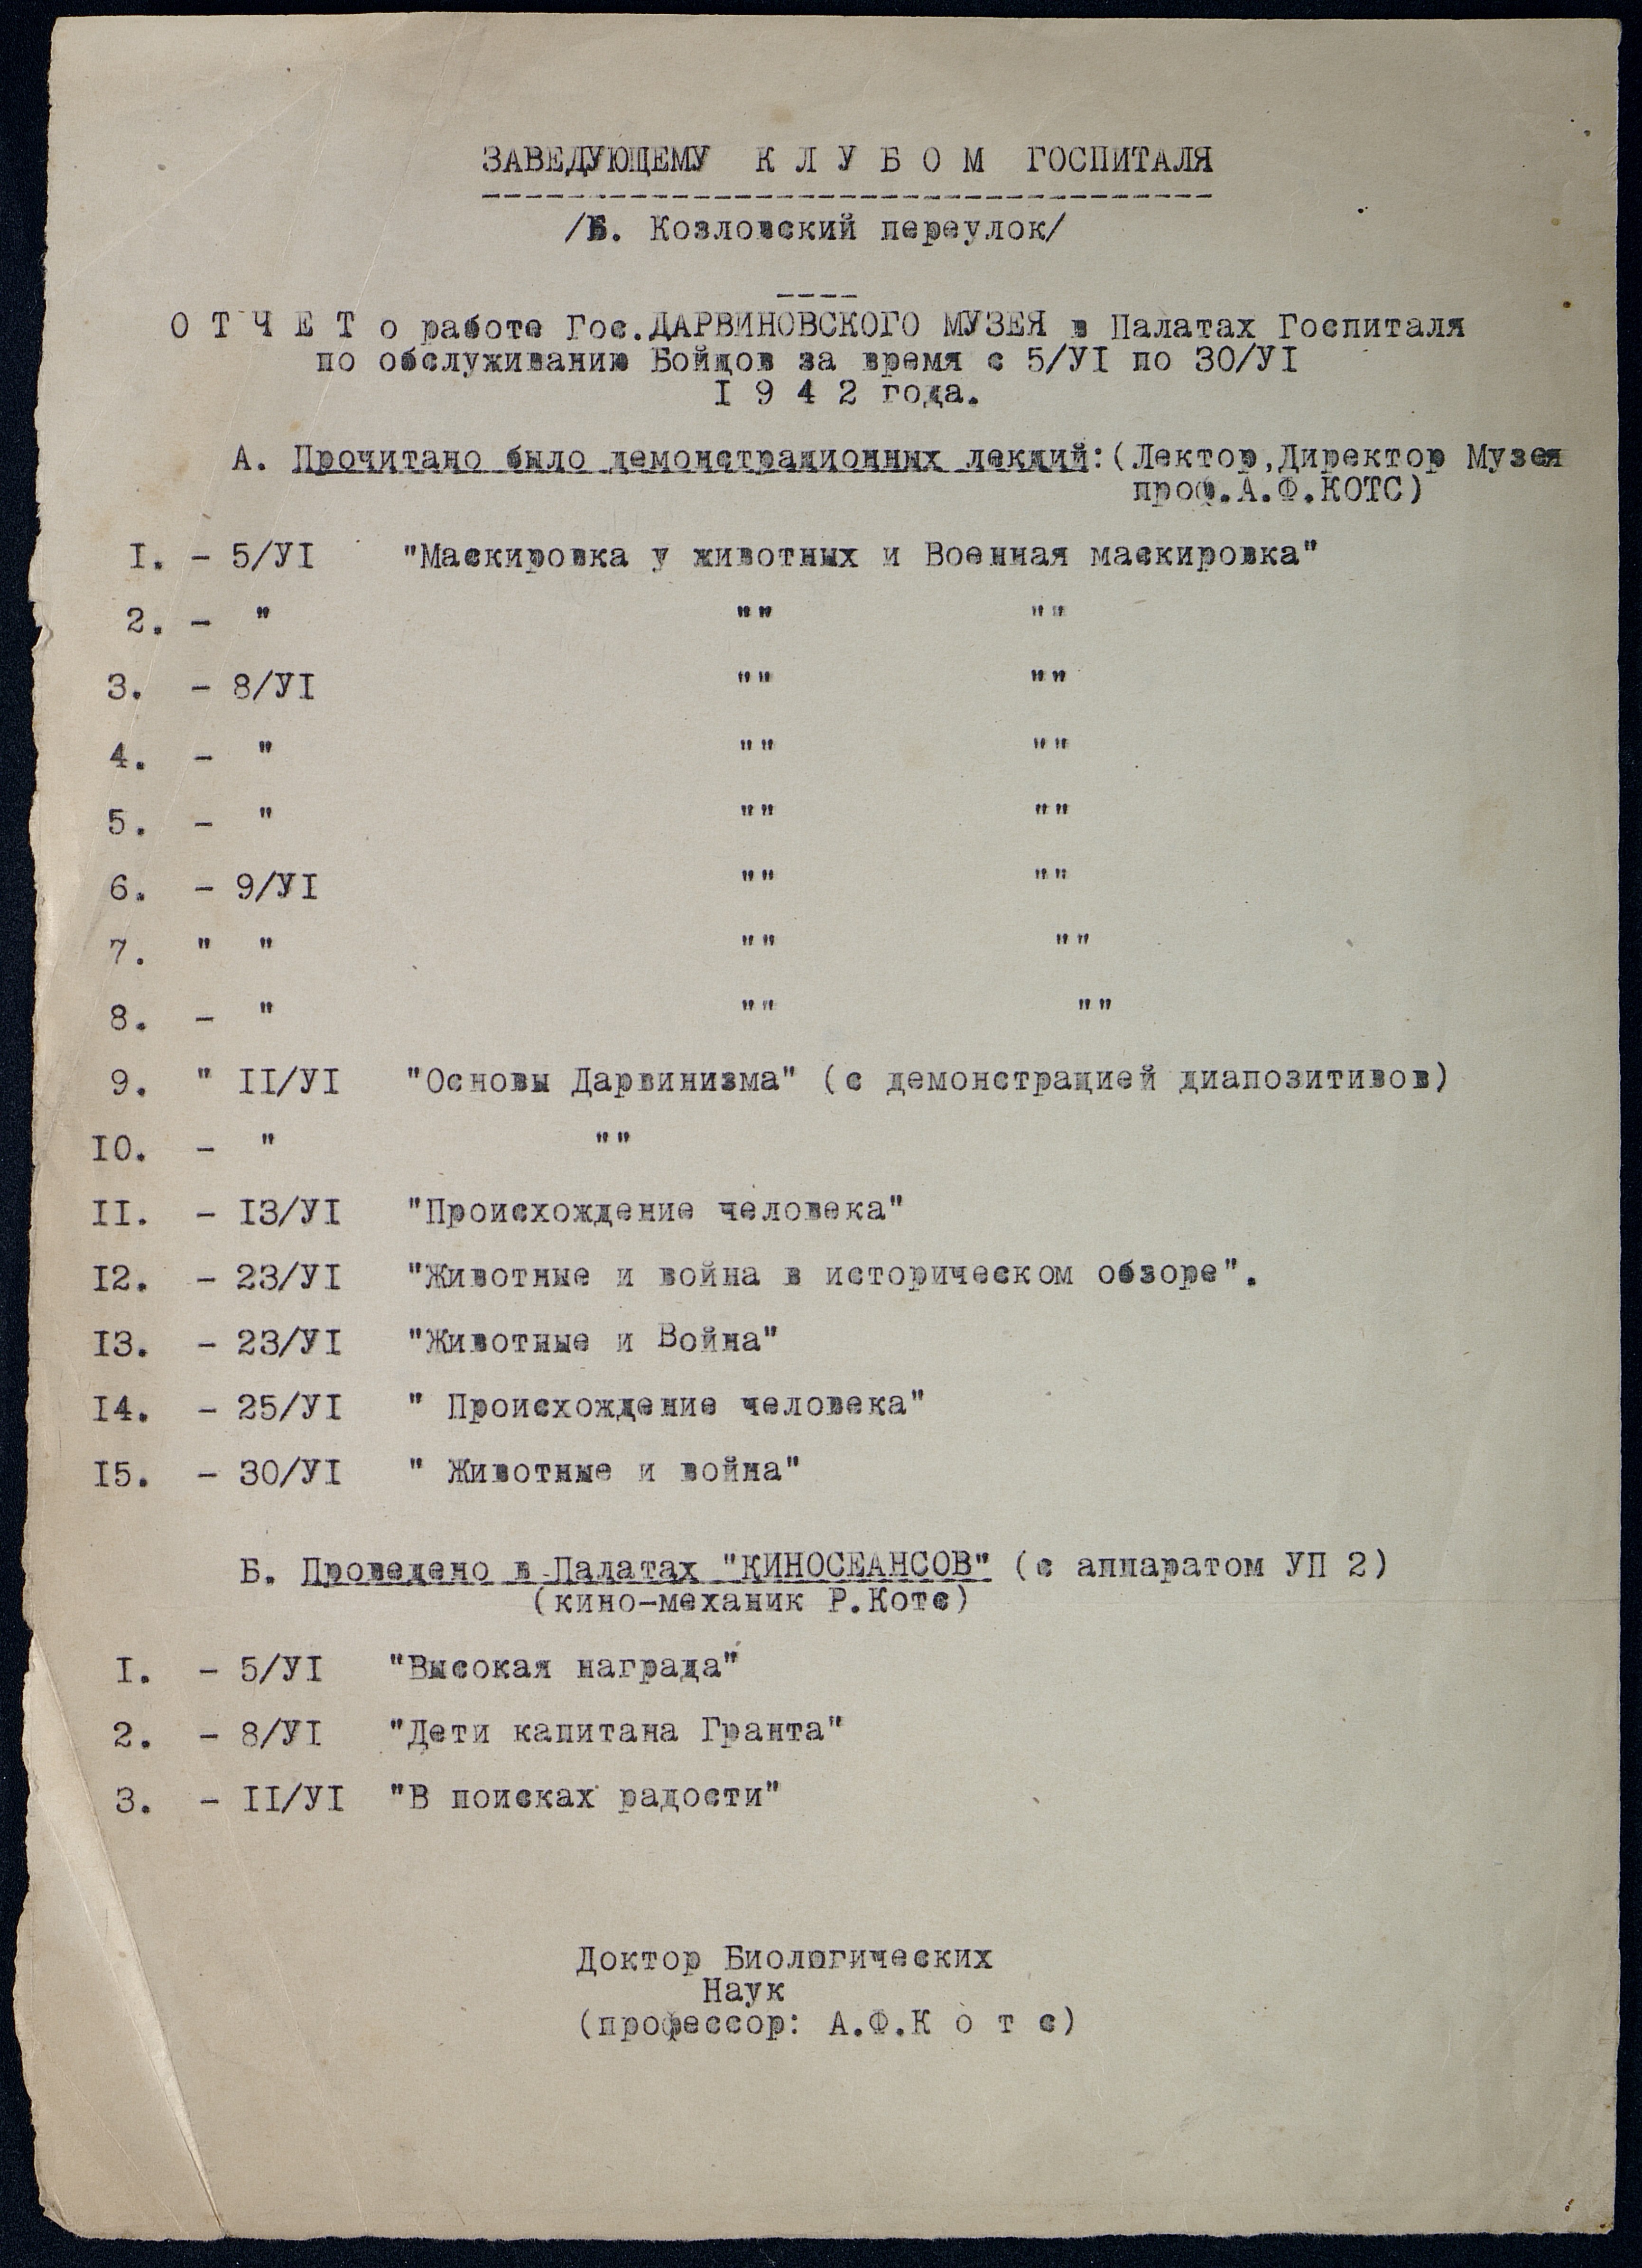 ЗАВЕДУЮЩЕМУ К Л У Б О М ГОСПИТАЛЯ
/Б. Козловский переулок/
О Т Ч Е Т о работе Гос.ДАРВИНОВСКОГО МУЗЕЯ в Палатах Госпиталя
по обслуживанию Бойцов за время с 5/УI по 30/УI
I 9 4 2 года.
А. Прочитано было демонстрационных лекций:(Лектор,Директор Музея
проф.А.Ф.КОТС)
I. - 5/УI "Маскировка у животных и Военная маскировка"
2. - " "" ""
3. - 8/УI "" ""
4. - " "" ""
5. - " "" ""
6. - 9/УI "" ""
7. " " "" ""
8. - " "" ""
9. " II/УI "Основы Дарвинизма" (с демонстрацией диапозитивов)
I0. - " ""
II. - I3/УI "Происхождение человека"
I2. - 23/УI "Животные и война в историческом обзоре".
I3. - 23/УI "Животные и Война"
I4. - 25/УI " Происхождение человека"
I5. - 30/УI " Животные и война"
Б. Проведено в Палатах "КИНОСЕАНСОВ" (с аппаратом УП 2)
(кино-механик Р.Котс)
I. - 5/УI "Высокая награда"
2. - 8/УI "Дети капитана Гранта"
3. - II/УI "В поисках радости"
Доктор Биологических
Наук
(профессор: А.Ф.К о т с)